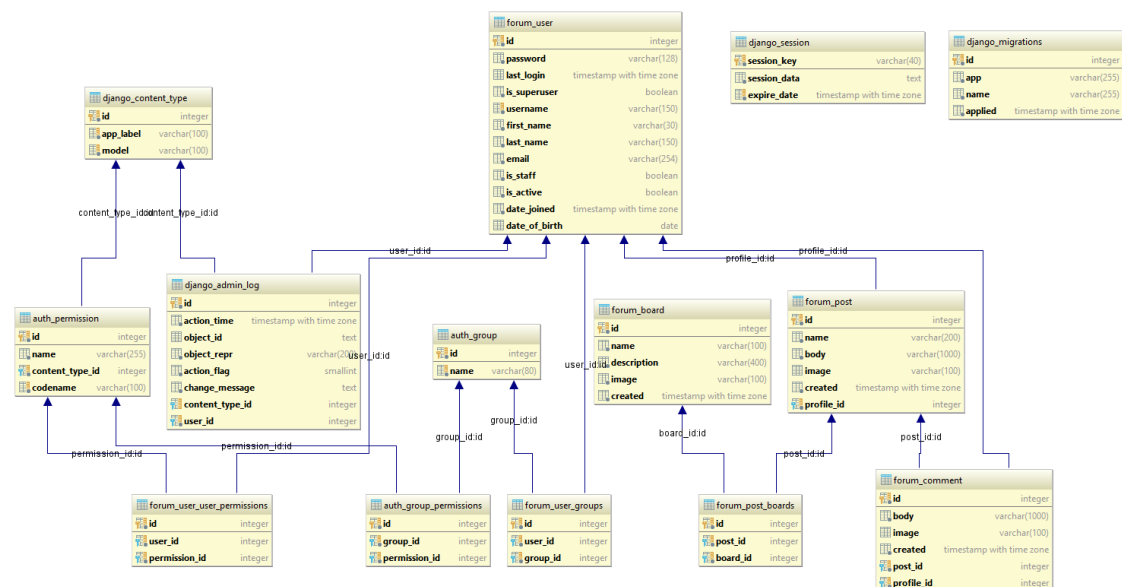 forum_user
id integer
password varchar(128)
last_login timestamp with time zone
is_superuser boolean
username varchar(150)
first_name varchar(30)
last_name varchar(150)
email varchar(254)
is_staff boolean
is_active boolean
date_joined timestamp with time zone
date_of_birth date
django_session
session_key varchar(40)
session_data text
expire_date timestamp with time zone
django_migrations
id integer
app varchar(255)
name varchar(255)
applied timestamp with time zone
django_content_type
id integer
app_label varchar(100)
model varchar(100)
content_type_id:id
content_type_id:id
user_id:id
profile_id:id
profile_id:id
django_admin_log
id integer
action_time timestamp with time zone
object_id text
object_repr varchar(200)
action_flag smallint
change_message text
content_type_id integer
user_id integer
auth_permission
id integer
name varchar(255)
content_type_id integer
codename varchar(100)
auth_group
id integer
name varchar(80)
user_id:id
user_id:id
forum_board
id integer
name varchar(100)
description varchar(400)
image varchar(100)
created timestamp with time zone
forum_post
id integer
name varchar(200)
body varchar(1000)
image varchar(100)
created timestamp with time zone
profile_id integer
permission_id:id
permission_id:id
group_id:id
group_id:id
board_id:id
post_id:id
post_id:id
forum_user_user_permissions
id integer
user_id integer
permission_id integer
auth_group_permissions
id integer
group_id integer
permission_id integer
forum_user_groups
id integer
user_id integer
group_id integer
forum_post_boards
id integer
post_id integer
board_id integer
forum_comment
id integer
body varchar(1000)
image varchar(100)
created timestamp with time zone
post_id integer
profile_id integer